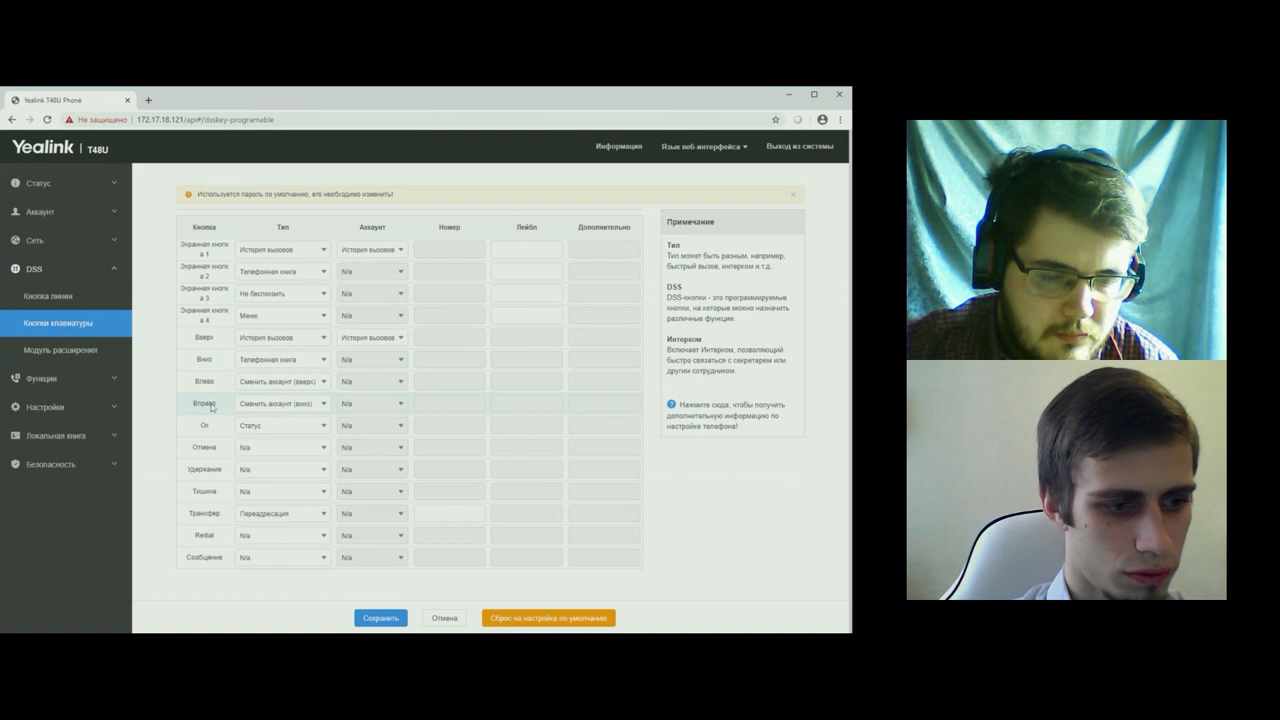 Yealink T48U Phone
Не защищено 172.17.18.121/api#/dsskey-programable
Yealink | T48U
Информация Язык веб-интерфейса Выход из системы
Статус
Аккаунт
Сеть
DSS
Кнопка линии
Кнопки клавиатуры
Модуль расширения
Функции
Настройки
Локальная книга
Безопасность
Используется пароль по умолчанию, его необходимо изменить!
Кнопка Тип Аккаунт Номер Лейбл Дополнительно
Экранная кнопк
а 1 История вызовов История вызовов
Экранная кнопк
а 2 Телефонная книга N/a
Экранная кнопк
а 3 Не беспокоить N/a
Экранная кнопк
а 4 Меню N/a
Вверх История вызовов История вызовов
Вниз Телефонная книга N/a
Влево Сменить аккаунт (вверх) N/a
Вправо Сменить аккаунт (вниз) N/a
Ок Статус N/a
Отмена N/a N/a
Удержание N/a N/a
Тишина N/a N/a
Трансфер Переадресация N/a
Redial N/a N/a
Сообщение N/a N/a
Примечание
Тип
Тип может быть разным, например,
быстрый вызов, интерком и т.д..
DSS
DSS-кнопки - это программируемые
кнопки, на которые можно назначить
различные функции.
Интерком
Включает Интерком, позволяющий
быстро связаться с секретарем или
другим сотрудником.
Нажмите сюда, чтобы получить
дополнительную информацию по
настройке телефона!
Сохранить Отмена Сброс на настройка по-умолчанию